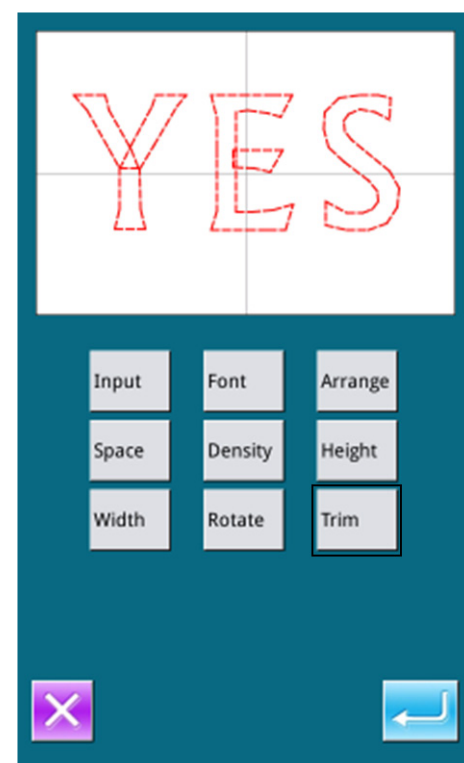 YES
Input Font Arrange
Space Density Height
Width Rotate Trim